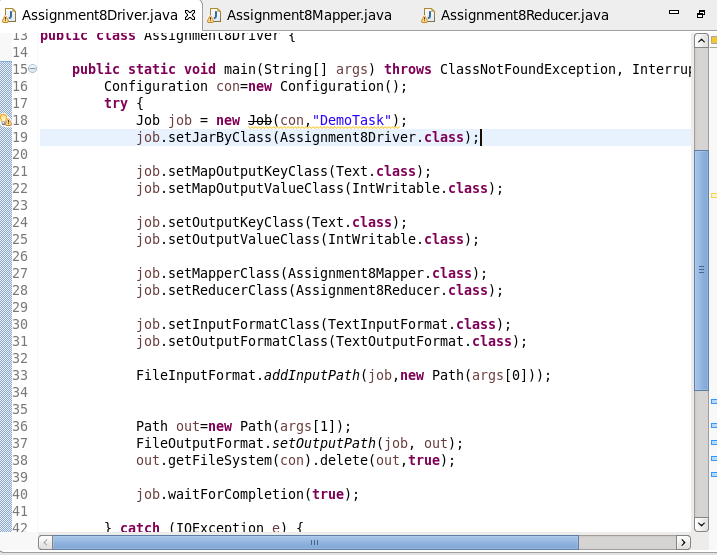 Assignment8Driver.java Assignment8Mapper.java Assignment8Reducer.java
13 public class Assignment8Driver {
14
15 public static void main(String[] args) throws ClassNotFoundException, Interrup
16 Configuration con=new Configuration();
17 try {
18 Job job = new Job(con,"DemoTask");
19 job.setJarByClass(Assignment8Driver.class);
20
21 job.setMapOutputKeyClass(Text.class);
22 job.setMapOutputValueClass(IntWritable.class);
23
24 job.setOutputKeyClass(Text.class);
25 job.setOutputValueClass(IntWritable.class);
26
27 job.setMapperClass(Assignment8Mapper.class);
28 job.setReducerClass(Assignment8Reducer.class);
29
30 job.setInputFormatClass(TextInputFormat.class);
31 job.setOutputFormatClass(TextOutputFormat.class);
32
33 FileInputFormat.addInputPath(job,new Path(args[0]));
34
35
36 Path out=new Path(args[1]);
37 FileOutputFormat.setOutputPath(job, out);
38 out.getFileSystem(con).delete(out,true);
39
40 job.waitForCompletion(true);
41
42 } catch (IOException e) {